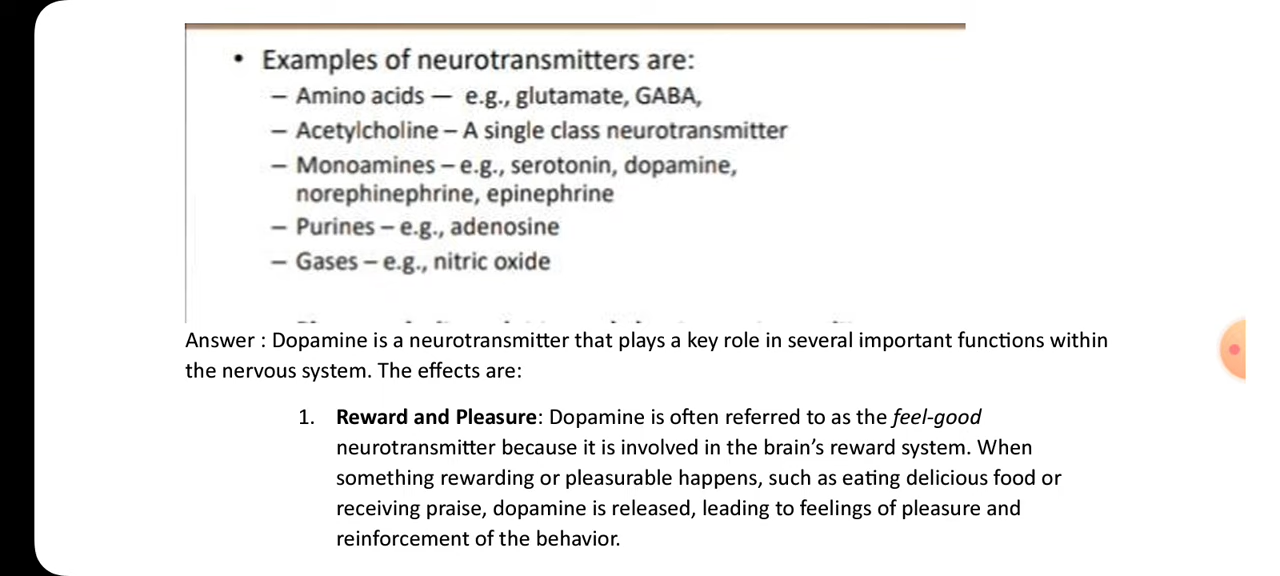 • Examples of neurotransmitters are:
– Amino acids — e.g., glutamate, GABA,
– Acetylcholine – A single class neurotransmitter
– Monoamines – e.g., serotonin, dopamine,
norephinephrine, epinephrine
– Purines – e.g., adenosine
– Gases – e.g., nitric oxide
Answer : Dopamine is a neurotransmitter that plays a key role in several important functions within
the nervous system. The effects are:
1. Reward and Pleasure: Dopamine is often referred to as the feel-good
neurotransmitter because it is involved in the brain’s reward system. When
something rewarding or pleasurable happens, such as eating delicious food or
receiving praise, dopamine is released, leading to feelings of pleasure and
reinforcement of the behavior.